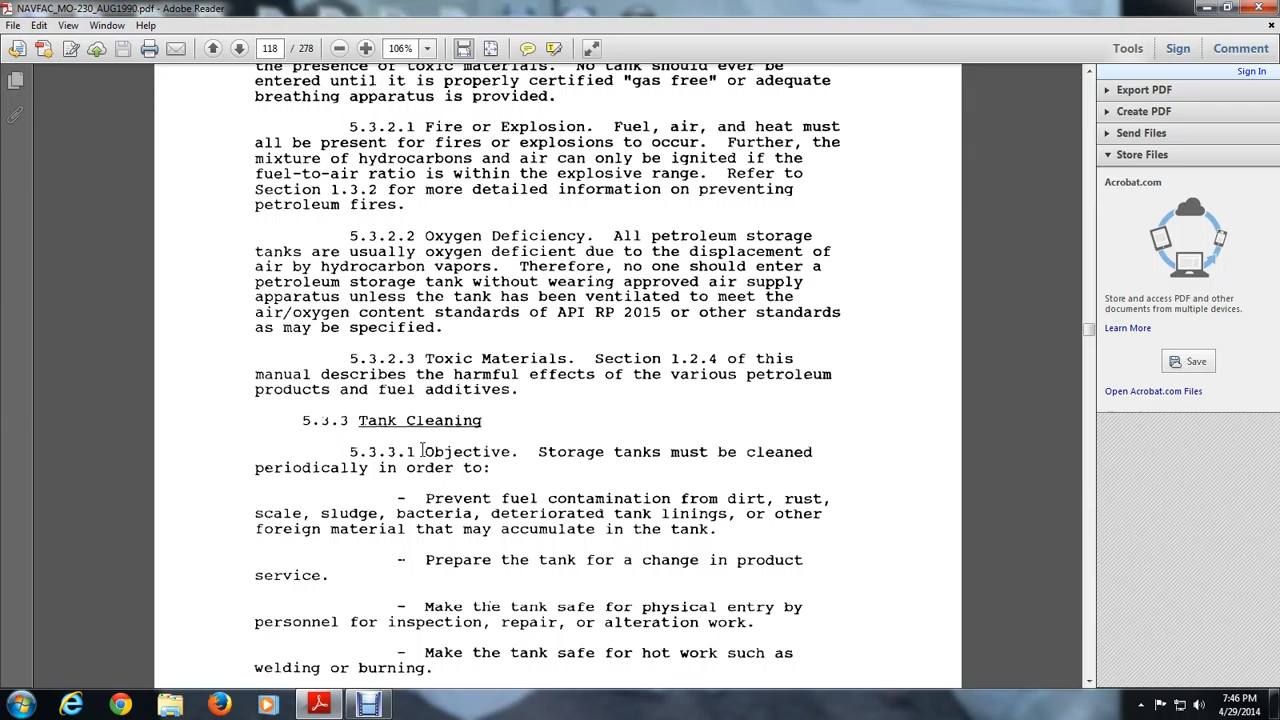 NAVFAC_MO-230_AUG1990.pdf - Adobe Reader
File Edit View Window Help
118 / 278 106% Tools Sign Comment
Sign In
the presence of toxic materials. No tank should ever be
entered until it is properly certified "gas free" or adequate
breathing apparatus is provided.
5.3.2.1 Fire or Explosion. Fuel, air, and heat must
all be present for fires or explosions to occur. Further, the
mixture of hydrocarbons and air can only be ignited if the
fuel-to-air ratio is within the explosive range. Refer to
Section 1.3.2 for more detailed information on preventing
petroleum fires.
5.3.2.2 Oxygen Deficiency. All petroleum storage
tanks are usually oxygen deficient due to the displacement of
air by hydrocarbon vapors. Therefore, no one should enter a
petroleum storage tank without wearing approved air supply
apparatus unless the tank has been ventilated to meet the
air/oxygen content standards of API RP 2015 or other standards
as may be specified.
5.3.2.3 Toxic Materials. Section 1.2.4 of this
manual describes the harmful effects of the various petroleum
products and fuel additives.
5.3.3 Tank Cleaning
5.3.3.1 Objective. Storage tanks must be cleaned
periodically in order to:
- Prevent fuel contamination from dirt, rust,
scale, sludge, bacteria, deteriorated tank linings, or other
foreign material that may accumulate in the tank.
- Prepare the tank for a change in product
service.
- Make the tank safe for physical entry by
personnel for inspection, repair, or alteration work.
- Make the tank safe for hot work such as
welding or burning.
Export PDF
Create PDF
Send Files
Store Files
Acrobat.com
Store and access PDF and other
documents from multiple devices.
Learn More
Save
Open Acrobat.com Files
7:46 PM
4/29/2014